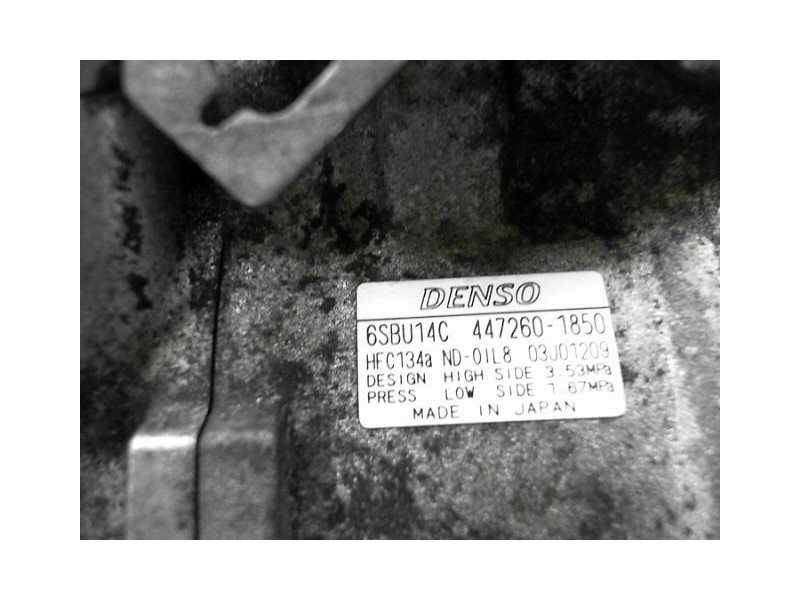 DENSO
6SBU14C 447260-1850
HFC134a ND-OIL8 03J01209
DESIGN HIGH SIDE 3.53MPa
PRESS LOW SIDE 1.67MPa
MADE IN JAPAN